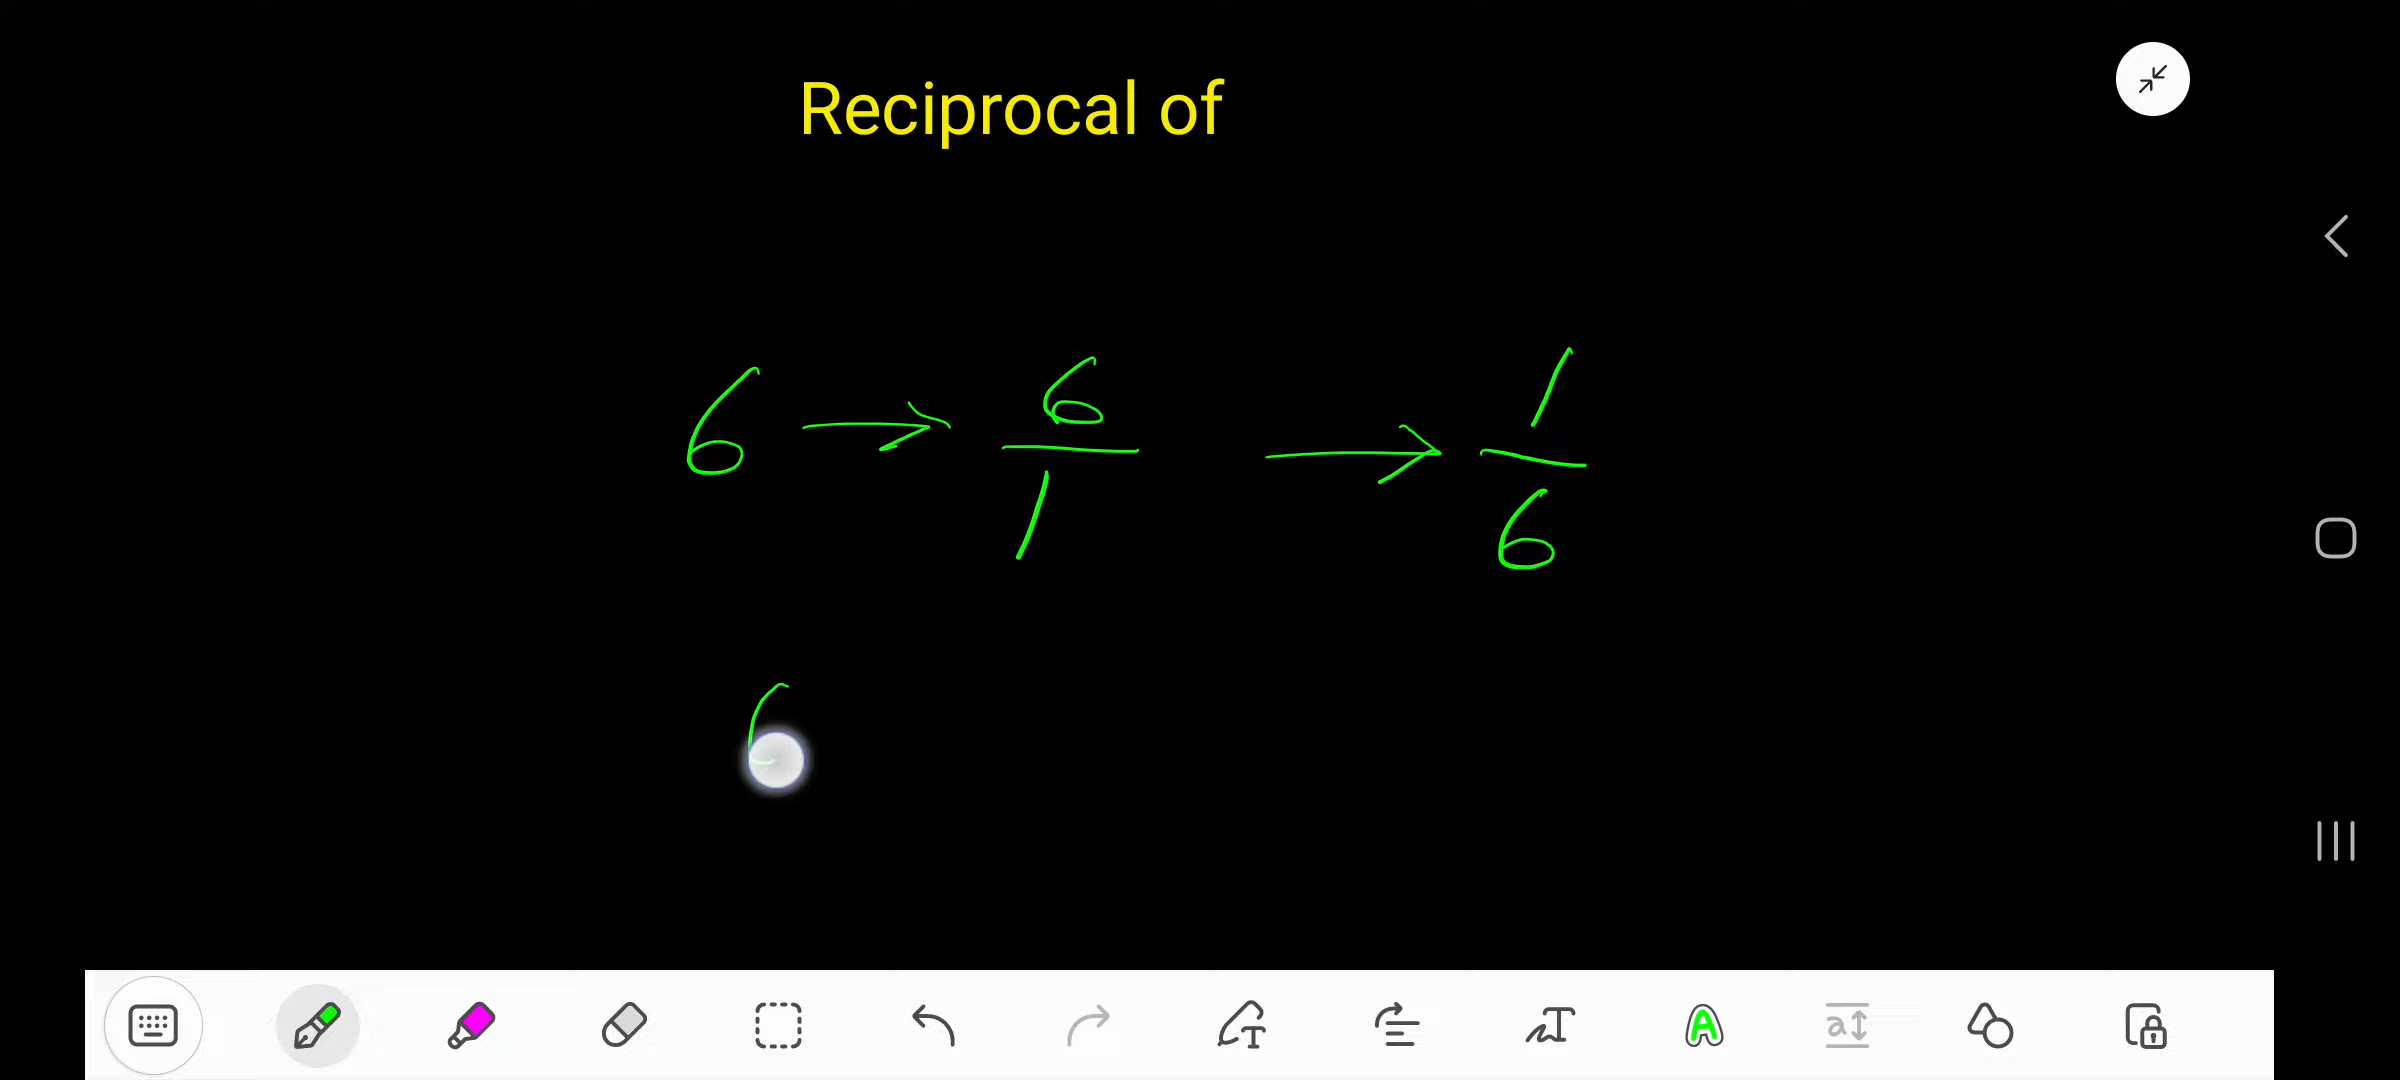 Reciprocal of
6 → 6/1 → 1/6
6